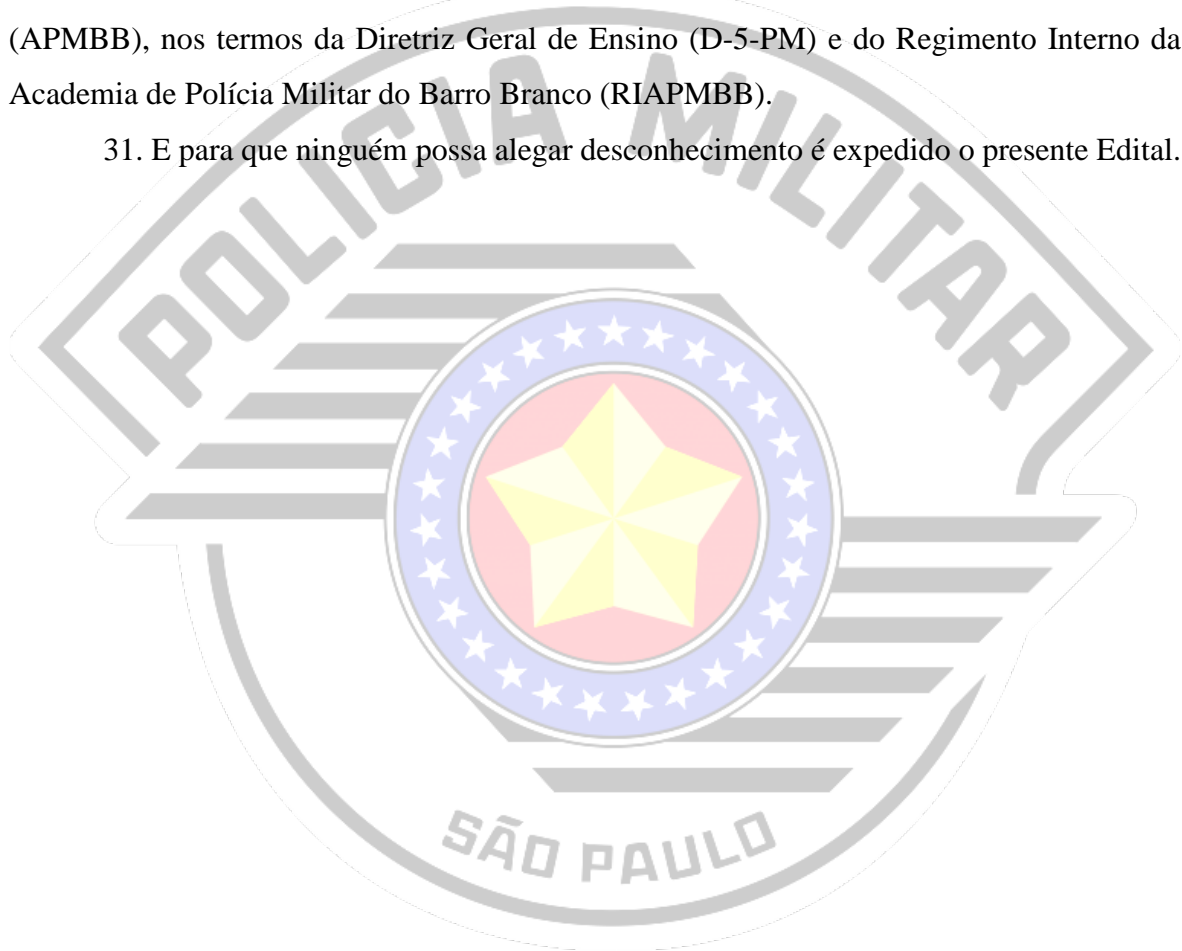 (APMBB), nos termos da Diretriz Geral de Ensino (D-5-PM) e do Regimento Interno da
Academia de Polícia Militar do Barro Branco (RIAPMBB).
31. E para que ninguém possa alegar desconhecimento é expedido o presente Edital.
POLÍCIA MILITAR
SÃO PAULO